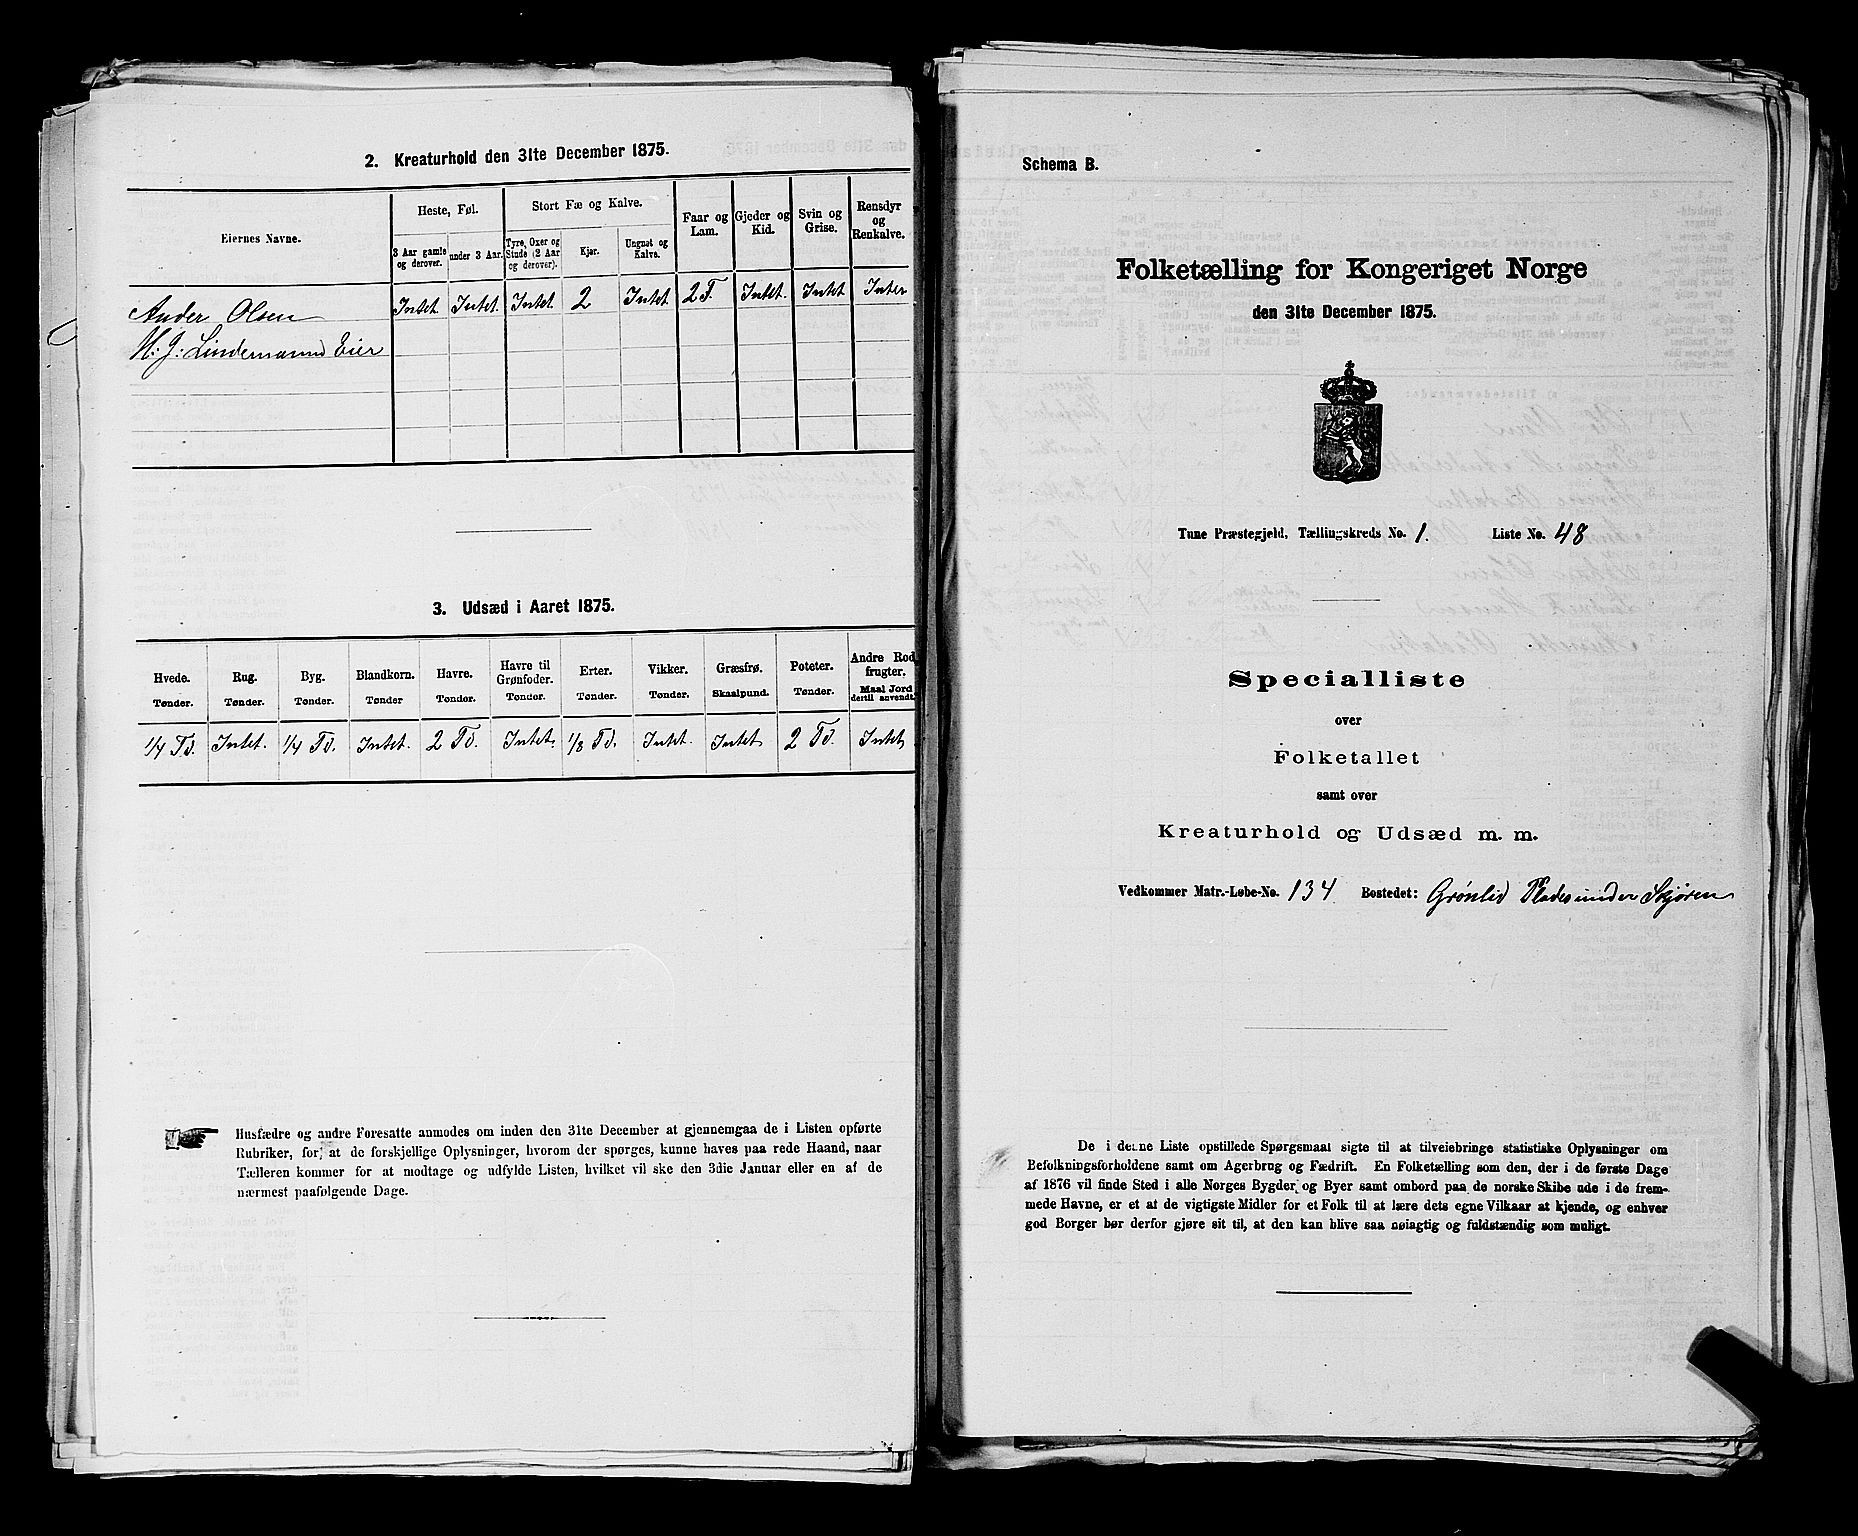 2. Kreaturhold den 31te December 1875.
Eiernes Navne.
Heste, Føl.
Stort Fæ og Kalve.
Faar og Lam.
Gjeder og Kid.
Svin og Grise.
Rensdyr og Renkalve.
3 Aar gamle og derover.
under 3 Aar.
Tyre, Oxer og Stude (2 Aar og derover).
Kjør.
Ungnøt og Kalve.
Ander Olsen Intet. Intet. Intet. 2 Intet 2 T. Intet. Intet Intet
H: J: Lindemann Eier
3. Udsæd i Aaret 1875.
Hvede. Rug. Byg. Blandkorn. Havre. Havre til Grønfoder. Erter. Vikker. Græsfrø. Poteter. Andre Rodfrugter.
Tønder. Tønder. Tønder. Tønder Tønder. Tønder. Tønder. Tønder. Skaalpund. Tønder. Maal Jord dertil anvendt.
1/4 Td. Intet. 1/4 Td. Intet. 2 Td. Intet. 1/8 Td. Intet. Intet 2 Td. Intet
Husfædre og andre Foresatte anmodes om inden den 31te December at gjennemgaa de i Listen opførte
Rubriker, for at de forskjellige Oplysninger, hvorom der spørges, kunne haves paa rede Haand, naar
Tælleren kommer for at modtage og udfylde Listen, hvilket vil ske den 3die Januar eller en af de
nærmest paafølgende Dage.
Schema B.
Folketælling for Kongeriget Norge
den 31te December 1875.
Tune Præstegjeld, Tællingskreds No. 1. Liste No. 48
Specialliste
over
Folketallet
samt over
Kreaturhold og Udsæd m. m.
Vedkommer Matr.-Løbe-No. 134 Bostedet: Grønlid Plads under Skjøren
De i denne Liste opstillede Spørgsmaal sigte til at tilveiebringe statistiske Oplysninger om
Befolkningsforholdene samt om Agerbrug og Fædrift. En Folketælling som den, der i de første Dage
af 1876 vil finde Sted i alle Norges Bygder og Byer samt ombord paa de norske Skibe ude i de frem-
mede Havne, er et af de vigtigste Midler for et Folk til at lære dets egne Vilkaar at kjende, og enhver
god Borger bør derfor gjøre sit til, at den kan blive saa nøiagtig og fuldstændig som muligt.